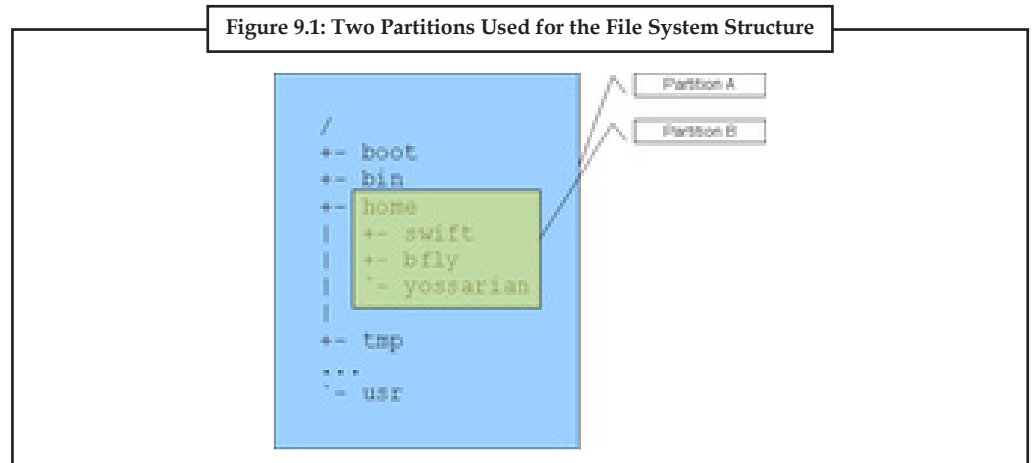 Figure 9.1: Two Partitions Used for the File System Structure
Partition A
Partition B
/
+- boot
+- bin
+- home
| +- swift
| +- bfly
| `- yossarian
|
+- tmp
...
`- usr